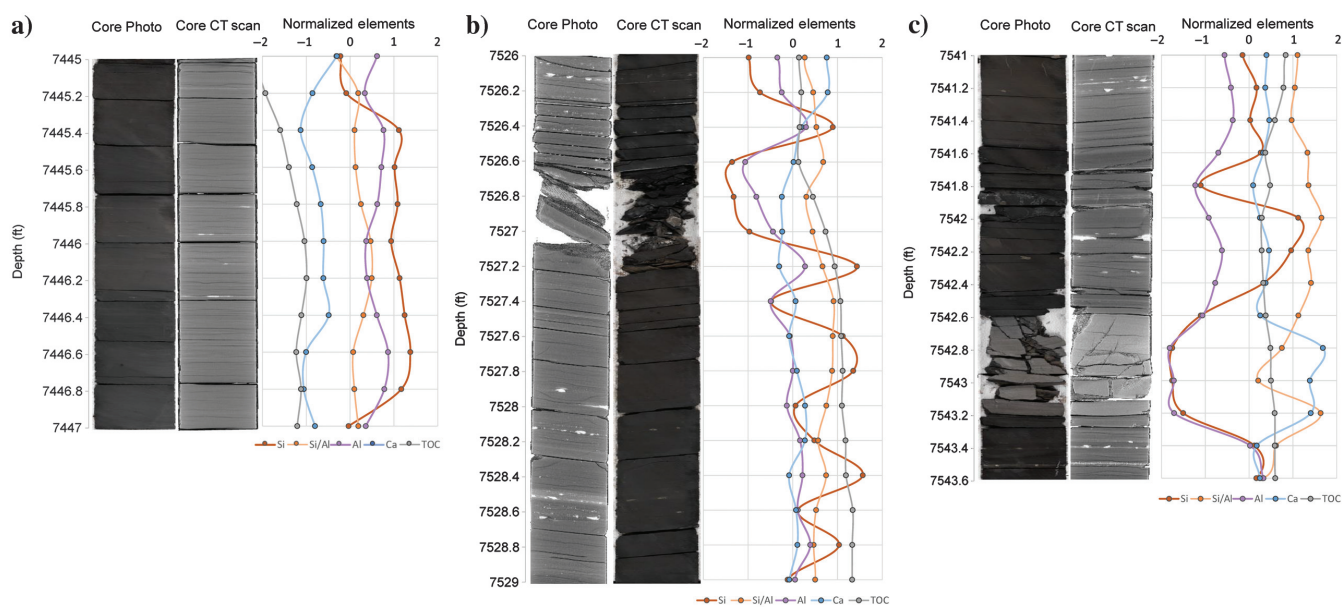 a)
Core Photo Core CT scan Normalized elements
−2 −1 0 1 2
Depth (ft)
7445
7445.2
7445.4
7445.6
7445.8
7446
7446.2
7446.4
7446.6
7446.8
7447
Si Si/Al Al Ca TOC
b)
Core Photo Core CT scan Normalized elements
−2 −1 0 1 2
Depth (ft)
7526
7526.2
7526.4
7526.6
7526.8
7527
7527.2
7527.4
7527.6
7527.8
7528
7528.2
7528.4
7528.6
7528.8
7529
Si Si/Al Al Ca TOC
c)
Core Photo Core CT scan Normalized elements
−2 −1 0 1 2
Depth (ft)
7541
7541.2
7541.4
7541.6
7541.8
7542
7542.2
7542.4
7542.6
7542.8
7543
7543.2
7543.4
7543.6
Si Si/Al Al Ca TOC